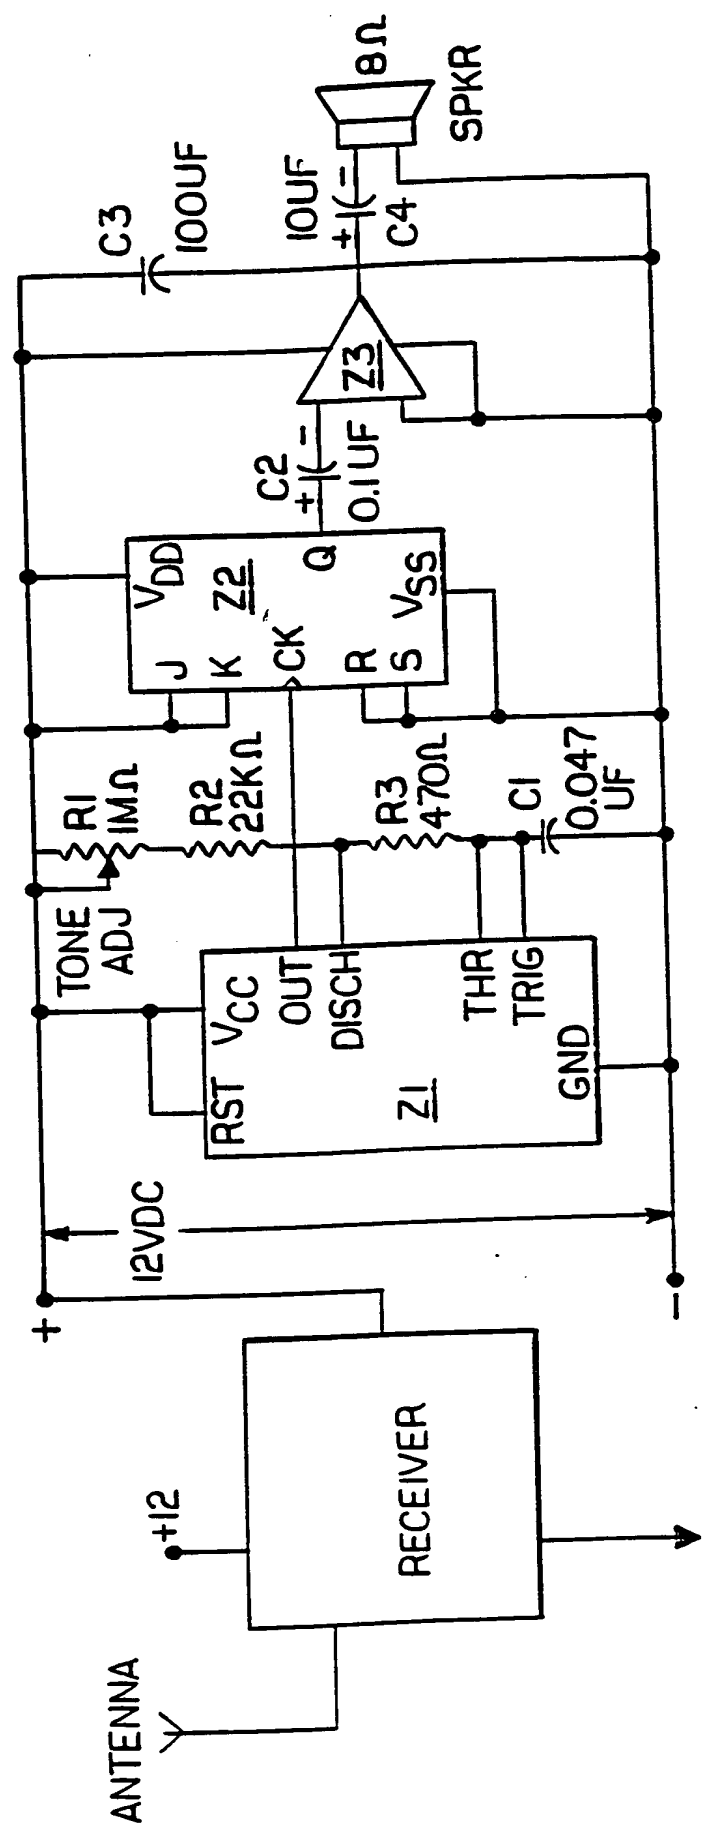 ANTENNA
+12
RECEIVER
+
-
12VDC
Z1
RST
VCC
OUT
DISCH
THR
TRIG
GND
TONE
ADJ
R1
1MΩ
R2
22KΩ
R3
470Ω
C1
0.047
UF
J
K
CK
R
S
VDD
Z2
Q
VSS
C2
+ -
0.1UF
Z3
C3
100UF
10UF
+ -
C4
8Ω
SPKR